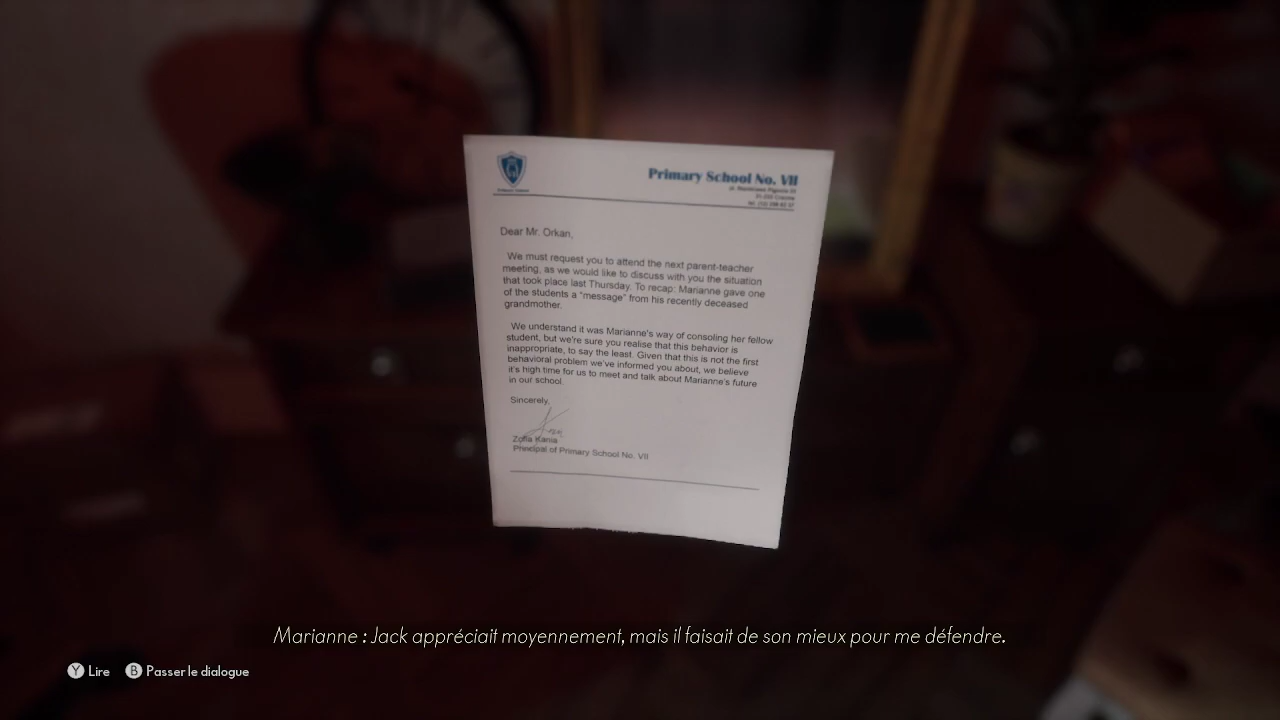 Primary School No. VII
Dear Mr. Orkan,
We must request you to attend the next parent-teacher
meeting, as we would like to discuss with you the situation
that took place last Thursday. To recap: Marianne gave one
of the students a "message" from his recently deceased
grandmother.
We understand it was Marianne's way of consoling her fellow
student, but we're sure you realise that this behavior is
inappropriate, to say the least. Given that this is not the first
behavioral problem we've informed you about, we believe
it's high time for us to meet and talk about Marianne's future
in our school
Sincerely,
Zofia Kania
Principal of Primary School No. VII
Marianne : Jack appréciait moyennement, mais il faisait de son mieux pour me défendre.
Y Lire B Passer le dialogue